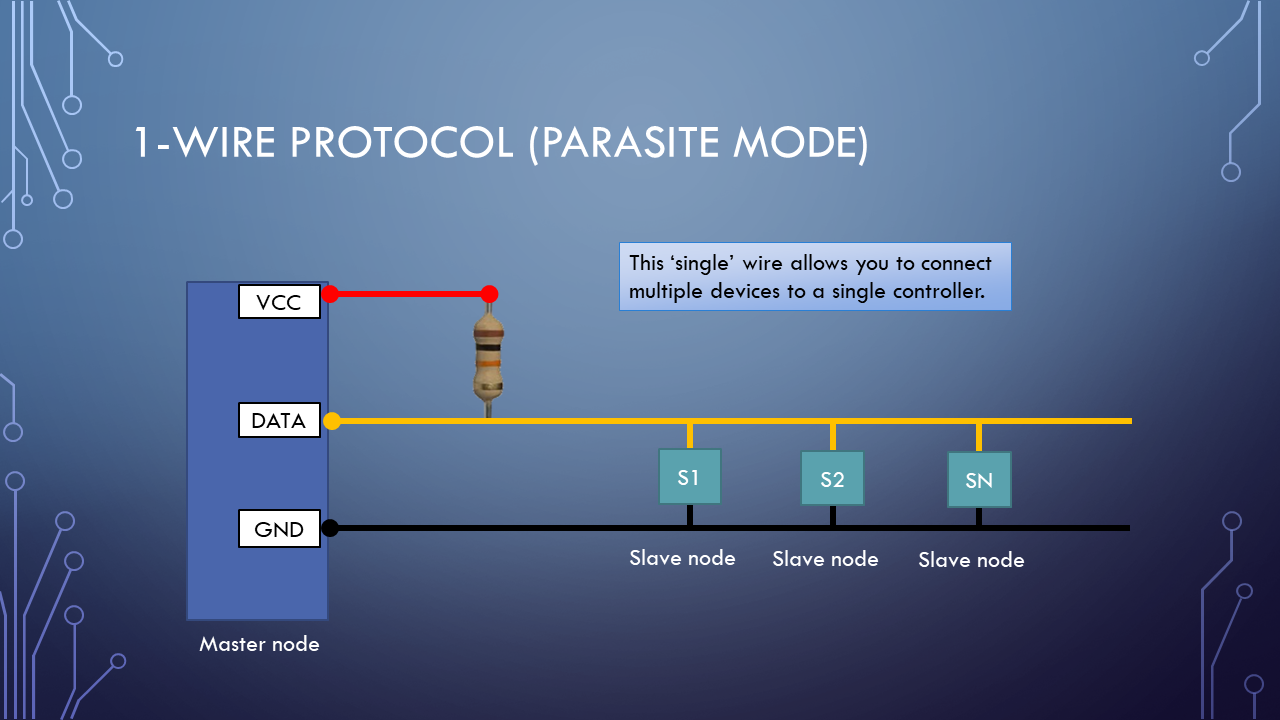 1-WIRE PROTOCOL (PARASITE MODE)
This ‘single’ wire allows you to connect
multiple devices to a single controller.
VCC
DATA
GND
S1
S2
SN
Slave node
Slave node
Slave node
Master node